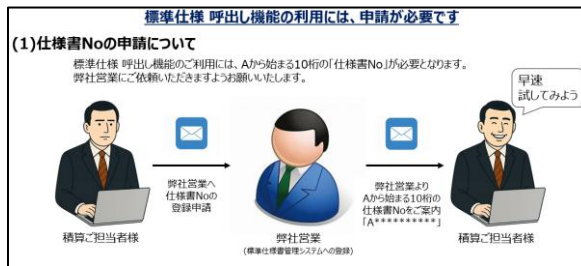 標準仕様 呼出し機能の利用には、申請が必要です
(1)仕様書Noの申請について
標準仕様 呼出し機能のご利用には、Aから始まる10桁の「仕様書No」が必要となります。
弊社営業にご依頼いただきますようお願いいたします。
早速
試してみよう
弊社営業へ
仕様書Noの
登録申請
弊社営業より
Aから始まる10桁の
仕様書Noをご案内
「A**********」
積算ご担当者様
弊社営業
(標準仕様書管理システムへの登録)
積算ご担当者様